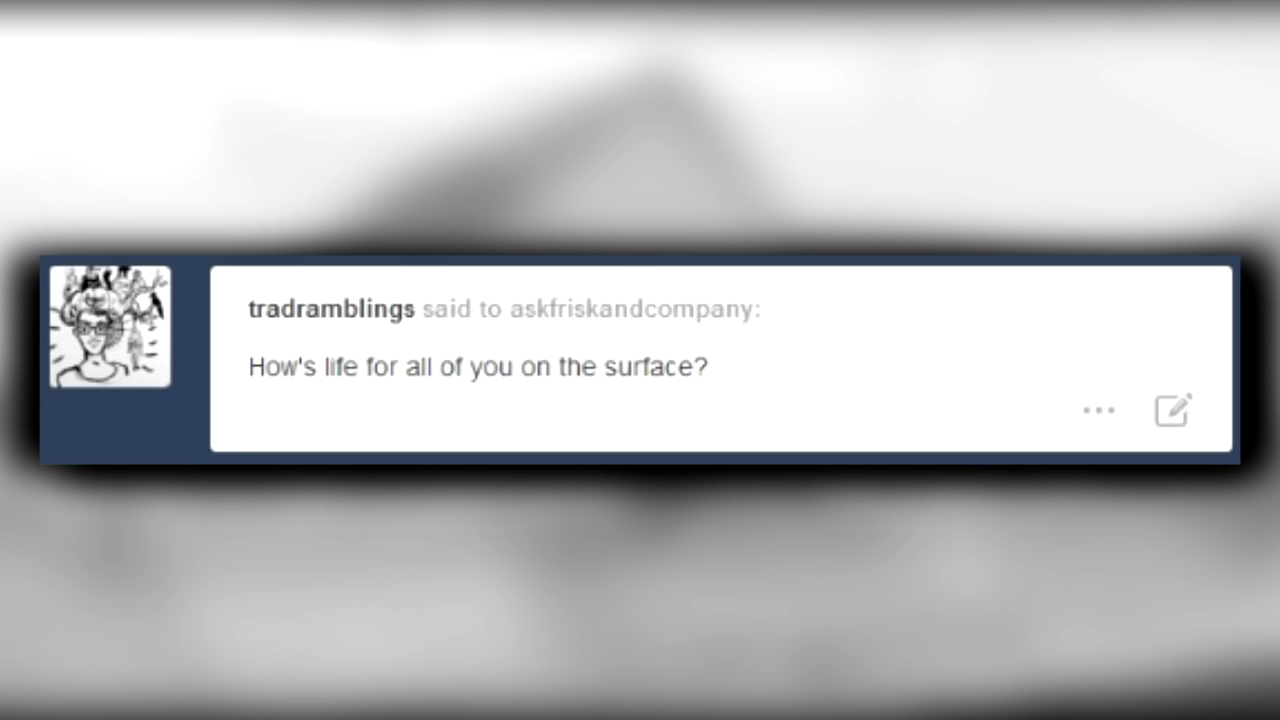 tradramblings said to askfriskandcompany:
How's life for all of you on the surface?